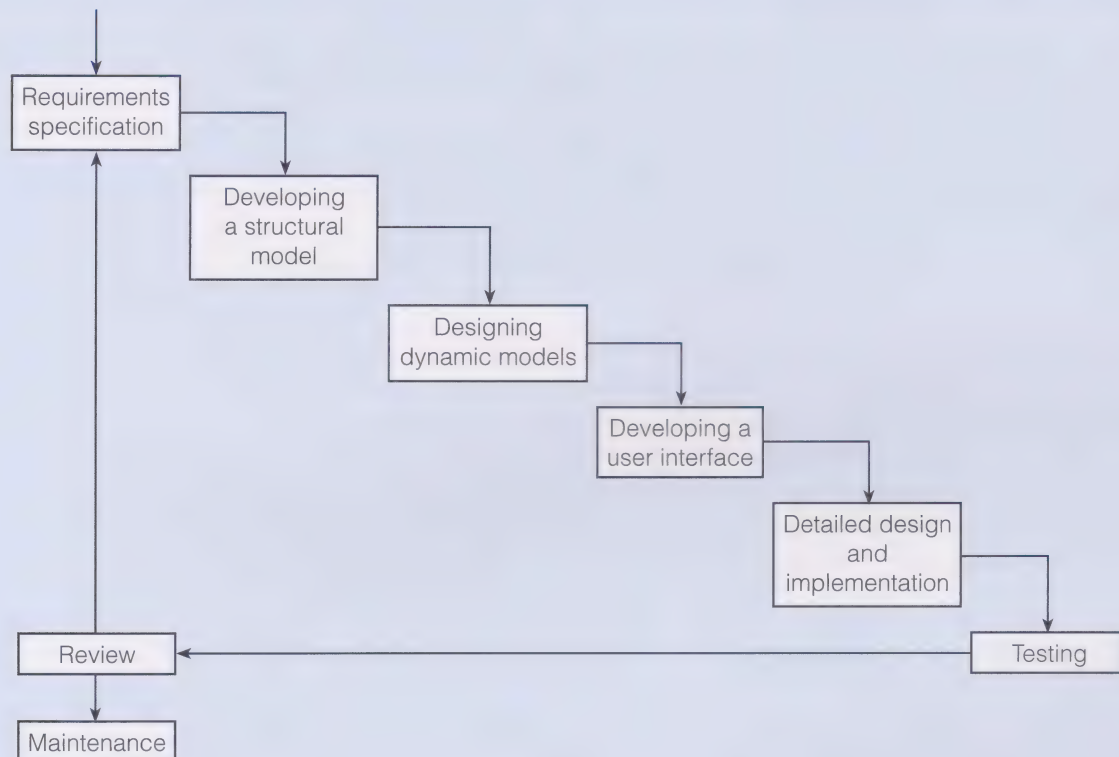 Requirements
specification
Developing
a structural
model
Designing
dynamic models
Developing a
user interface
Detailed design
and
implementation
Review
Testing
Maintenance